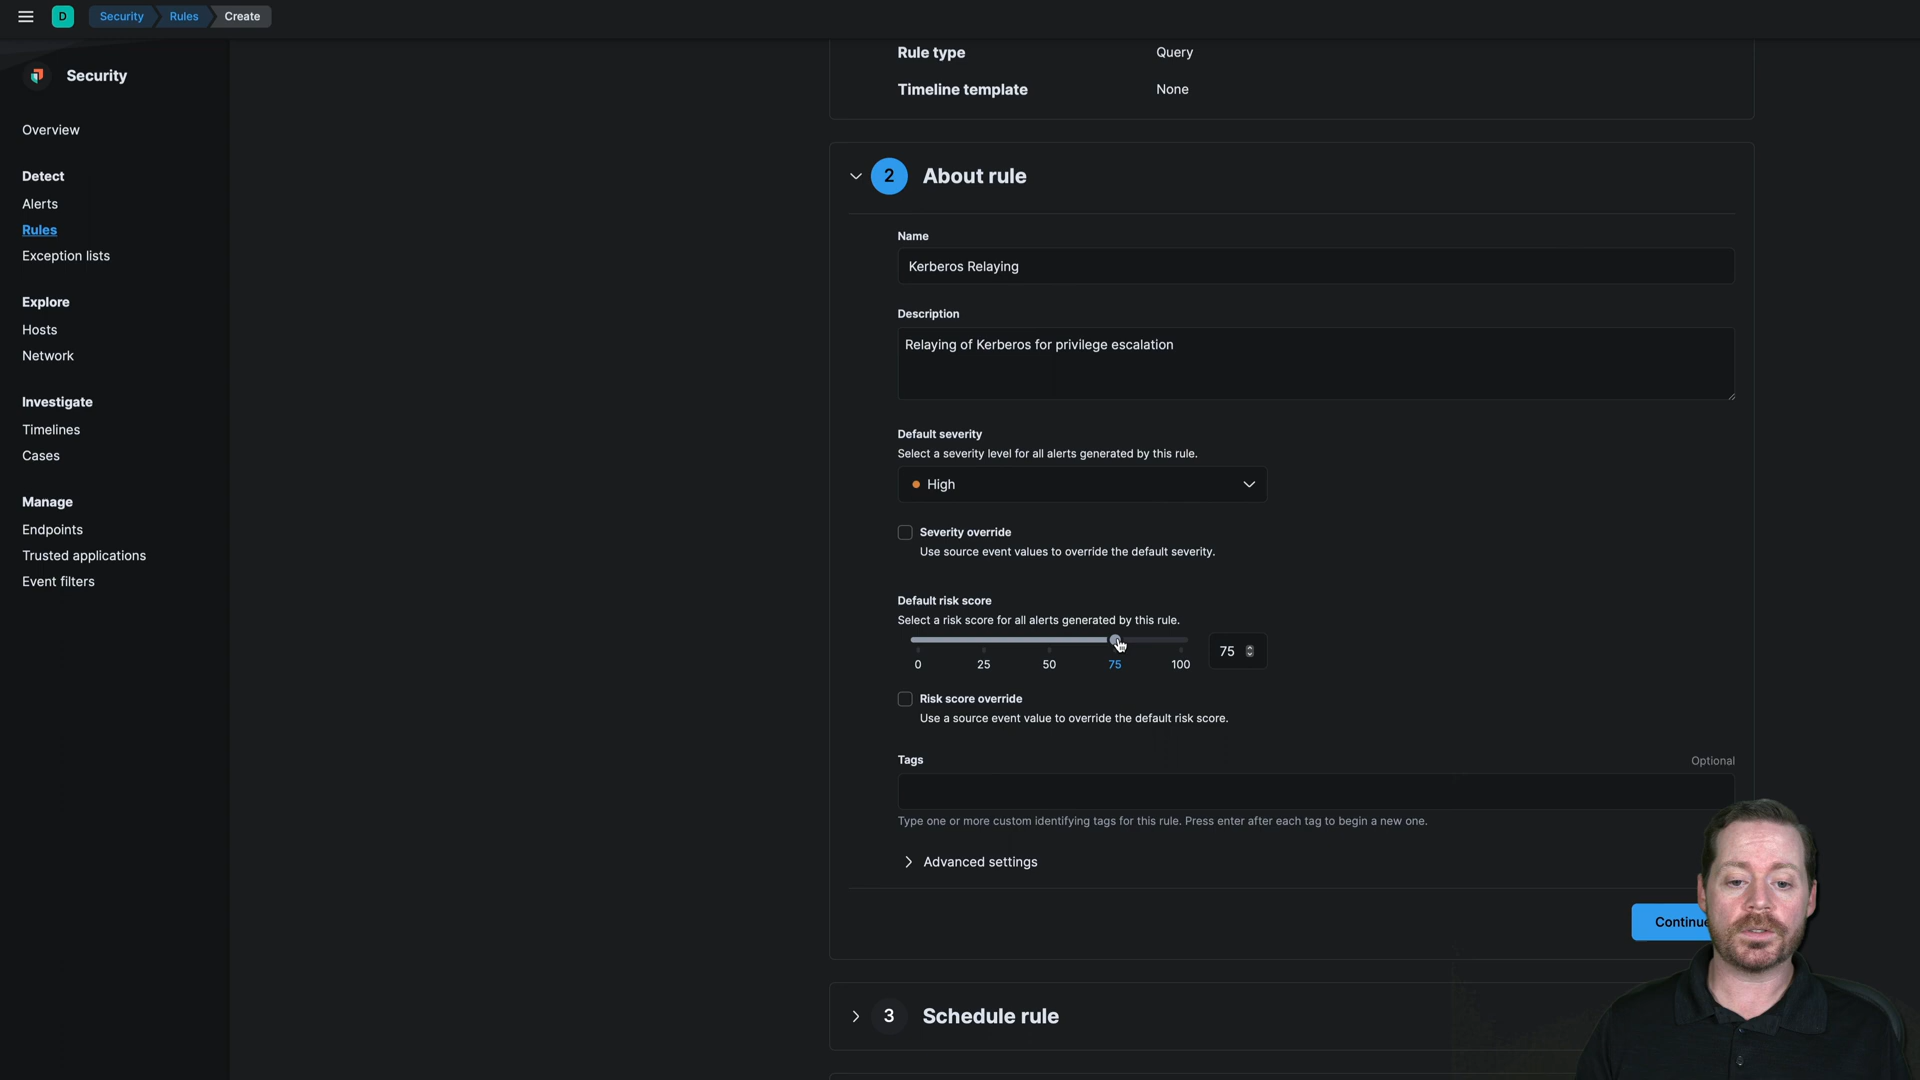 D
Security
Rules
Create
Security
Overview
Detect
Alerts
Rules
Exception lists
Explore
Hosts
Network
Investigate
Timelines
Cases
Manage
Endpoints
Trusted applications
Event filters
Rule type Query
Timeline template None
2 About rule
Name
Kerberos Relaying
Description
Relaying of Kerberos for privilege escalation
Default severity
Select a severity level for all alerts generated by this rule.
High
Severity override
Use source event values to override the default severity.
Default risk score
Select a risk score for all alerts generated by this rule.
75
0 25 50 75 100
Risk score override
Use a source event value to override the default risk score.
Tags Optional
Type one or more custom identifying tags for this rule. Press enter after each tag to begin a new one.
Advanced settings
Continue
3 Schedule rule